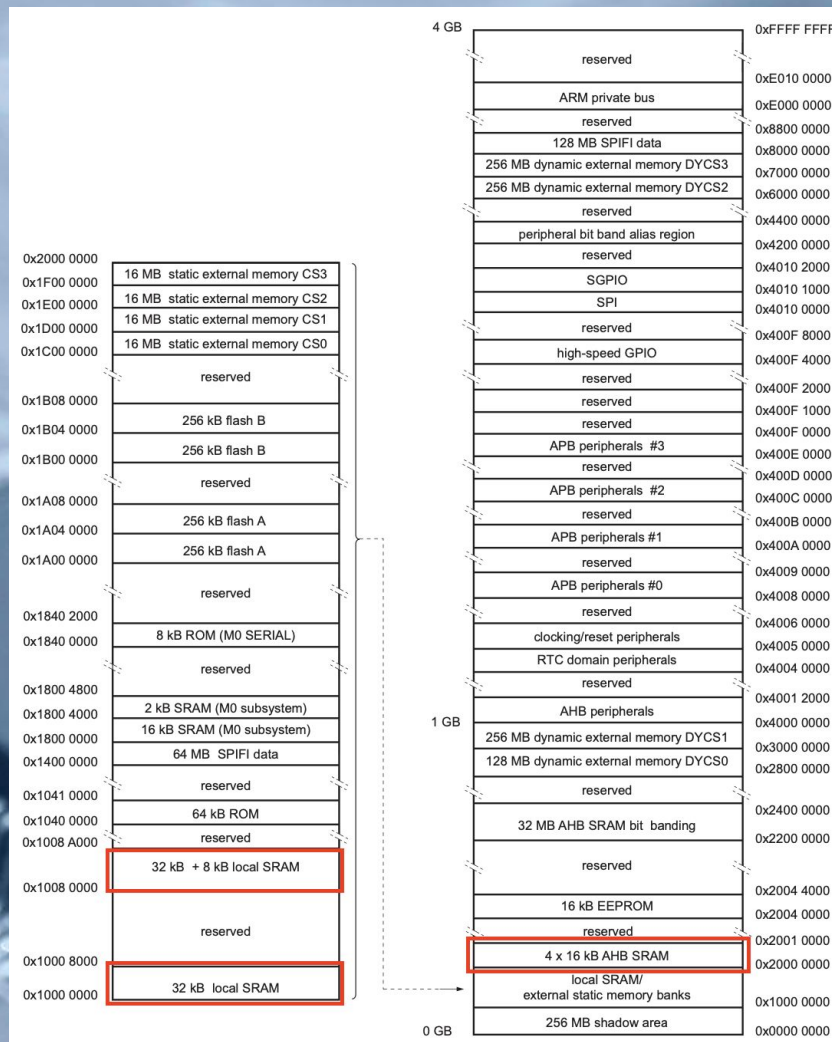 0x2000 0000
16 MB static external memory CS3
0x1F00 0000
16 MB static external memory CS2
0x1E00 0000
16 MB static external memory CS1
0x1D00 0000
16 MB static external memory CS0
0x1C00 0000
reserved
0x1B08 0000
256 kB flash B
0x1B04 0000
256 kB flash B
0x1B00 0000
reserved
0x1A08 0000
256 kB flash A
0x1A04 0000
256 kB flash A
0x1A00 0000
reserved
0x1840 2000
8 kB ROM (M0 SERIAL)
0x1840 0000
reserved
0x1800 4800
2 kB SRAM (M0 subsystem)
0x1800 4000
16 kB SRAM (M0 subsystem)
0x1800 0000
64 MB SPIFI data
0x1400 0000
reserved
0x1041 0000
64 kB ROM
0x1040 0000
reserved
0x1008 A000
32 kB + 8 kB local SRAM
0x1008 0000
reserved
0x1000 8000
32 kB local SRAM
0x1000 0000
4 GB
0xFFFF FFFF
reserved
0xE010 0000
ARM private bus
0xE000 0000
reserved
0x8800 0000
128 MB SPIFI data
0x8000 0000
256 MB dynamic external memory DYCS3
0x7000 0000
256 MB dynamic external memory DYCS2
0x6000 0000
reserved
0x4400 0000
peripheral bit band alias region
0x4200 0000
reserved
0x4010 2000
SGPIO
0x4010 1000
SPI
0x4010 0000
reserved
0x400F 8000
high-speed GPIO
0x400F 4000
reserved
0x400F 2000
reserved
0x400F 1000
reserved
0x400F 0000
APB peripherals #3
0x400E 0000
reserved
0x400D 0000
APB peripherals #2
0x400C 0000
reserved
0x400B 0000
APB peripherals #1
0x400A 0000
reserved
0x4009 0000
APB peripherals #0
0x4008 0000
reserved
0x4006 0000
clocking/reset peripherals
0x4005 0000
RTC domain peripherals
0x4004 0000
reserved
0x4001 2000
AHB peripherals
1 GB
0x4000 0000
256 MB dynamic external memory DYCS1
0x3000 0000
128 MB dynamic external memory DYCS0
0x2800 0000
reserved
0x2400 0000
32 MB AHB SRAM bit banding
0x2200 0000
reserved
0x2004 4000
16 kB EEPROM
0x2004 0000
reserved
0x2001 0000
4 x 16 kB AHB SRAM
0x2000 0000
local SRAM/
external static memory banks
0x1000 0000
256 MB shadow area
0 GB
0x0000 0000